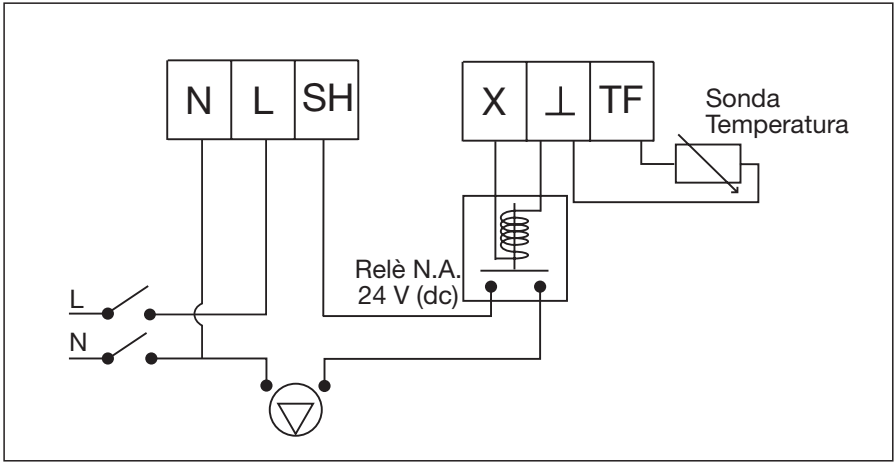 N L SH
X ⊥ TF
Sonda
Temperatura
Relè N.A.
24 V (dc)
L
N